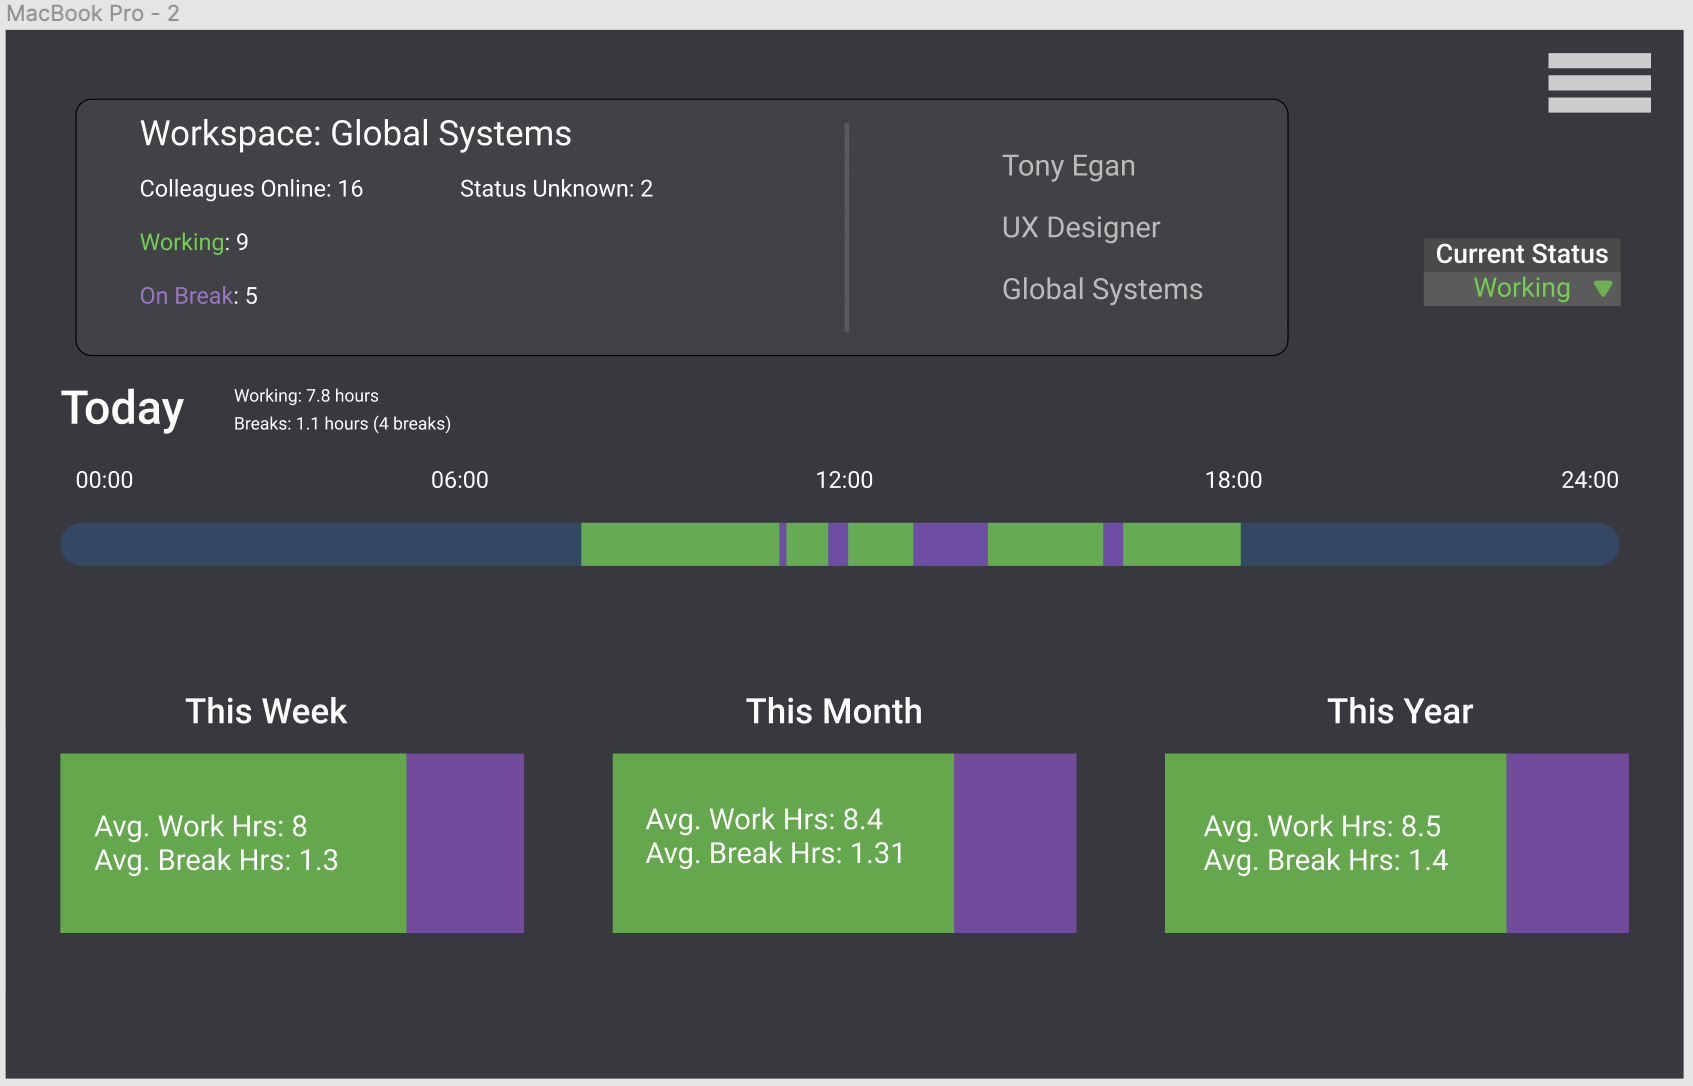 MacBook Pro - 2
Workspace: Global Systems
Colleagues Online: 16
Status Unknown: 2
Working: 9
On Break: 5
Tony Egan
UX Designer
Global Systems
Current Status
Working
Today
Working: 7.8 hours
Breaks: 1.1 hours (4 breaks)
00:00
06:00
12:00
18:00
24:00
This Week
Avg. Work Hrs: 8
Avg. Break Hrs: 1.3
This Month
Avg. Work Hrs: 8.4
Avg. Break Hrs: 1.31
This Year
Avg. Work Hrs: 8.5
Avg. Break Hrs: 1.4